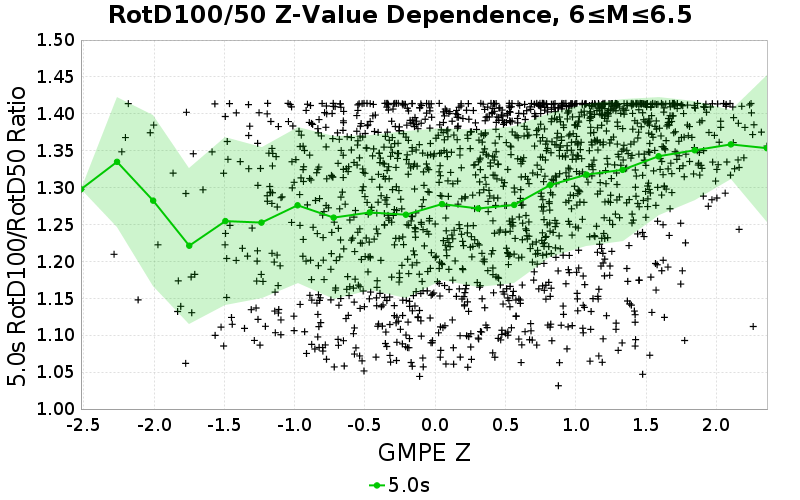 RotD100/50 Z-Value Dependence, 6≤M≤6.5
5.0s RotD100/RotD50 Ratio
1.50
1.45
1.40
1.35
1.30
1.25
1.20
1.15
1.10
1.05
1.00
-2.5 -2.0 -1.5 -1.0 -0.5 0.0 0.5 1.0 1.5 2.0
GMPE Z
5.0s